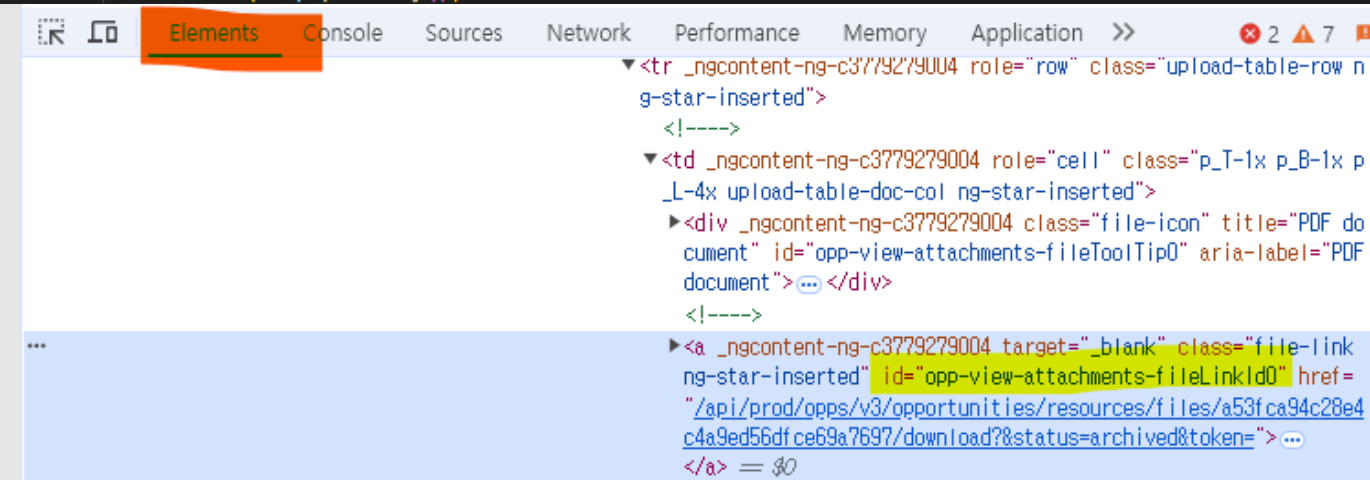 Elements Console Sources Network Performance Memory Application >> 2 7
▼<tr _ngcontent-ng-c3779279004 role="row" class="upload-table-row n
g-star-inserted">
<!---->
▼<td _ngcontent-ng-c3779279004 role="cell" class="p_T-1x p_B-1x p
_L-4x upload-table-doc-col ng-star-inserted">
▶<div _ngcontent-ng-c3779279004 class="file-icon" title="PDF do
cument" id="opp-view-attachments-fileToolTip0" aria-label="PDF
document">⋯</div>
<!---->
▶<a _ngcontent-ng-c3779279004 target="_blank" class="file-link
ng-star-inserted" id="opp-view-attachments-fileLinkId0" href=
"/api/prod/opps/v3/opportunities/resources/files/a53fca94c28e4
c4a9ed56dfce69a7697/download?&status=archived&token=">⋯
</a> == $0